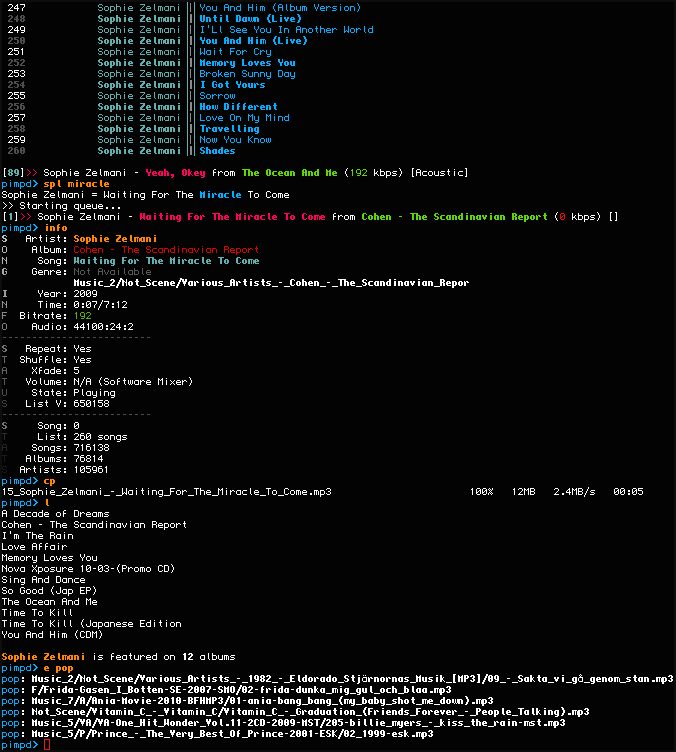 247 Sophie Zelmani || You And Him (Album Version)
248 Sophie Zelmani || Until Dawn {Live}
249 Sophie Zelmani || I'Ll See You In Another World
250 Sophie Zelmani || You And Him {Live}
251 Sophie Zelmani || Wait For Cry
252 Sophie Zelmani || Memory Loves You
253 Sophie Zelmani || Broken Sunny Day
254 Sophie Zelmani || I Got Yours
255 Sophie Zelmani || Sorrow
256 Sophie Zelmani || How Different
257 Sophie Zelmani || Love On My Mind
258 Sophie Zelmani || Travelling
259 Sophie Zelmani || Now You Know
260 Sophie Zelmani || Shades
[89]>> Sophie Zelmani - Yeah, Okey from The Ocean And Me (192 kbps) [Acoustic]
pimpd> spl miracle
Sophie Zelmani = Waiting For The Miracle To Come
>> Starting queue...
[1]>> Sophie Zelmani - Waiting For The Miracle To Come from Cohen - The Scandinavian Report (0 kbps) []
pimpd> info
S Artist: Sophie Zelmani
O Album: Cohen - The Scandinavian Report
N Song: Waiting For The Miracle To Come
G Genre: Not Available
Music_2/Not_Scene/Various_Artists_-_Cohen_-_The_Scandinavian_Repor
I Year: 2009
N Time: 0:07/7:12
F Bitrate: 192
O Audio: 44100:24:2
-------------------------
S Repeat: Yes
T Shuffle: Yes
A Xfade: 5
T Volume: N/A (Software Mixer)
U State: Playing
S List V: 650158
-------------------------
S Song: 0
T List: 260 songs
A Songs: 716138
T Albums: 76814
S Artists: 105961
pimpd> cp
15_Sophie_Zelmani_-_Waiting_For_The_Miracle_To_Come.mp3 100% 12MB 2.4MB/s 00:05
pimpd> l
A Decade of Dreams
Cohen - The Scandinavian Report
I'm The Rain
Love Affair
Memory Loves You
Nova Xposure 10-03-(Promo CD)
Sing And Dance
So Good (Jap EP)
The Ocean And Me
Time To Kill
Time To Kill (Japanese Edition
You And Him (CDM)
Sophie Zelmani is featured on 12 albums
pimpd> e pop
pop: Music_2/Not_Scene/Various_Artists_-_1982_-_Eldorado_Stjärnornas_Musik_[MP3]/09_-_Sakta_vi_gå_genom_stan.mp3
pop: F/Frida-Gasen_I_Botten-SE-2007-SMO/02-frida-dunka_mig_gul_och_blaa.mp3
pop: Music_7/A/Ania-Movie-2010-BFHMP3/01-ania-bang_bang_(my_baby_shot_me_down).mp3
pop: Not_Scene/Vitamin_C_-_Vitamin_C/Vitamin_C_-_Graduation_(Friends_Forever_-_People_Talking).mp3
pop: Music_5/VA/VA-One_Hit_Wonder_Vol.11-2CD-2009-MST/205-billie_myers_-_kiss_the_rain-mst.mp3
pop: Music_5/P/Prince_-_The_Very_Best_Of_Prince-2001-ESK/02_1999-esk.mp3
pimpd>